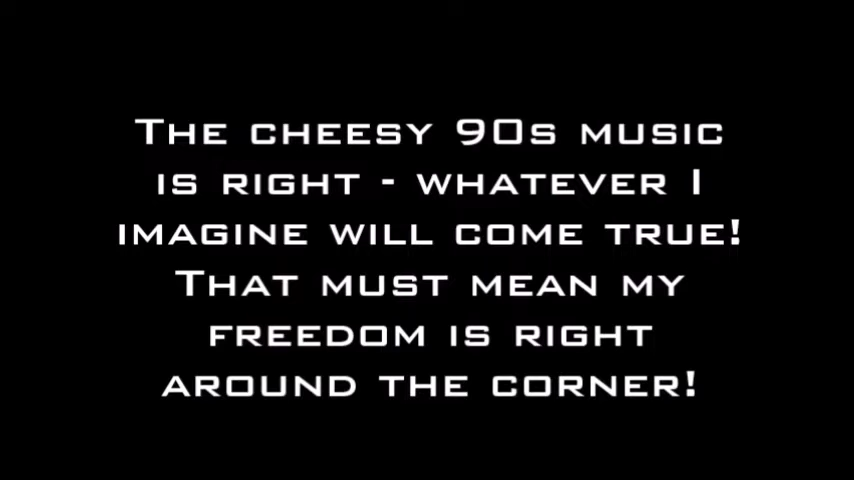 The cheesy 90s music
is right - whatever I
imagine will come true!
That must mean my
freedom is right
around the corner!